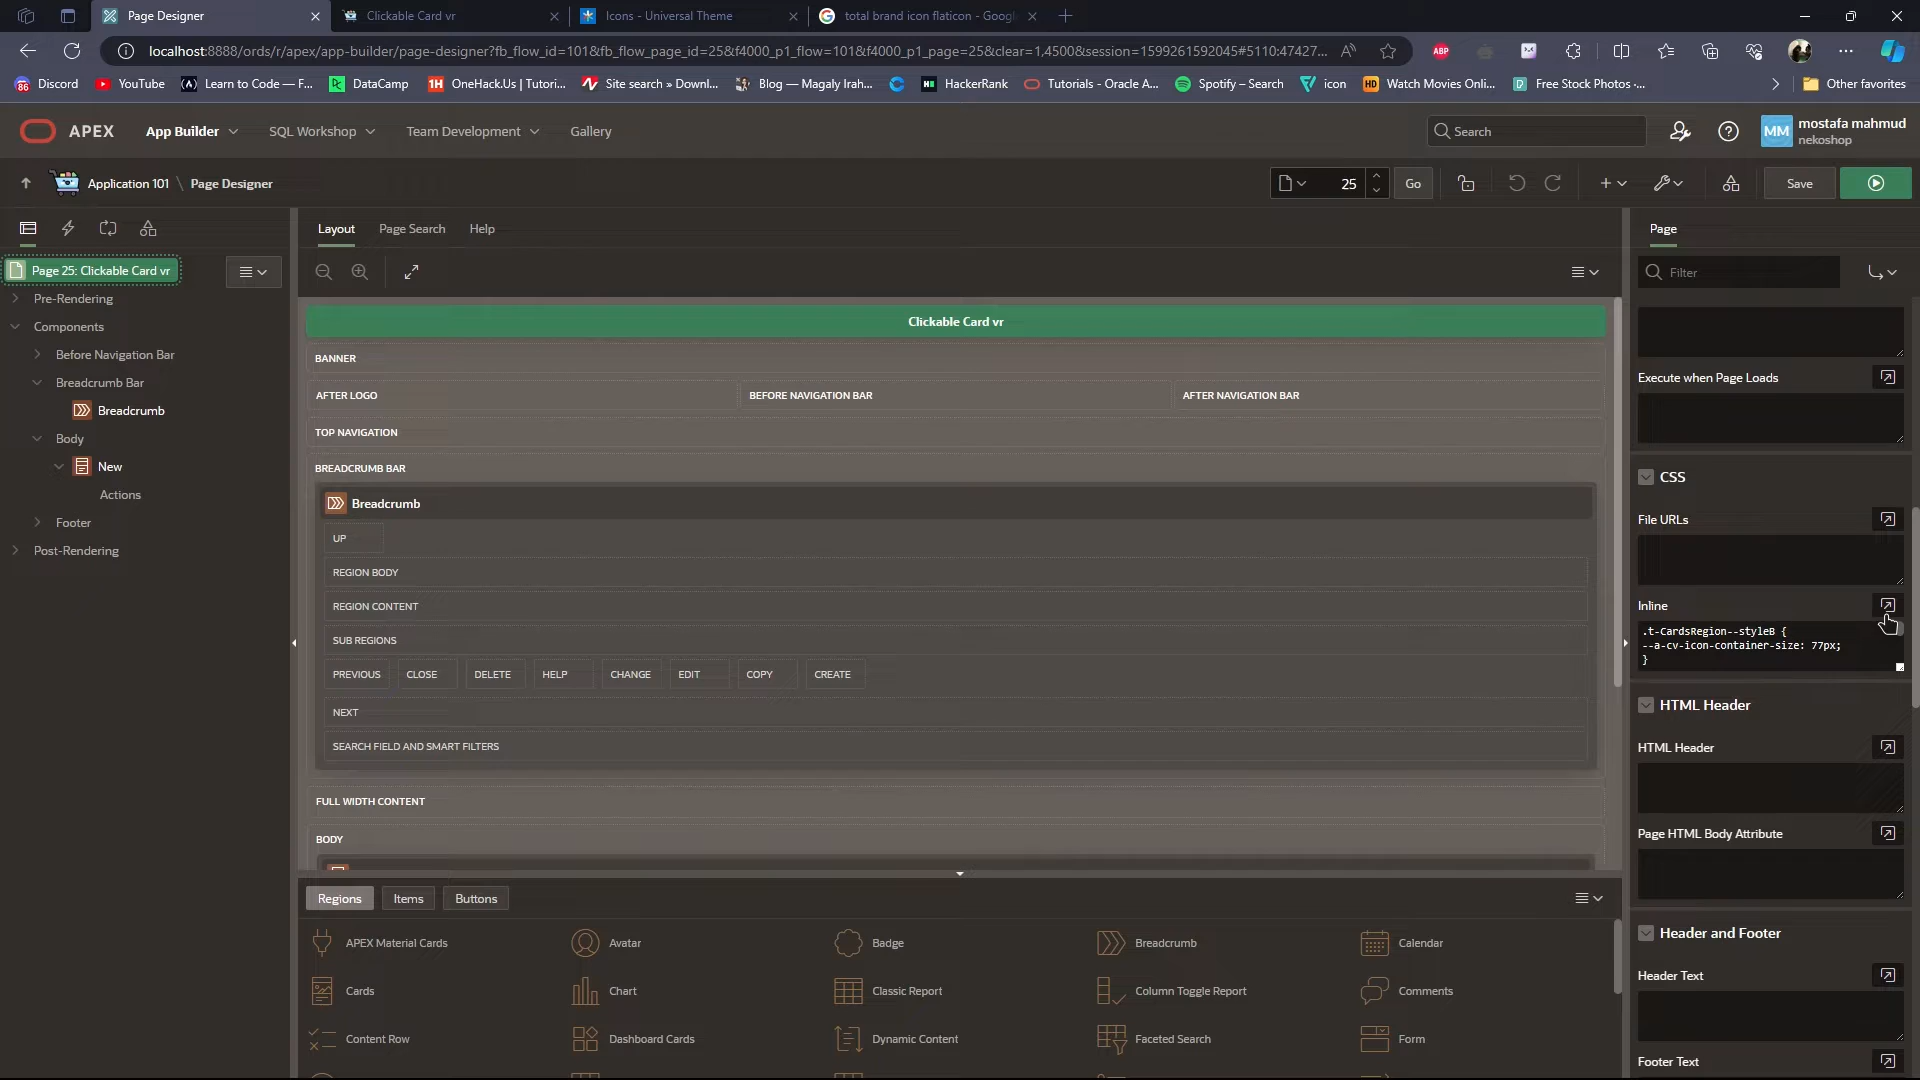 Page Designer
Clickable Card vr
Icons - Universal Theme
total brand icon flaticon - Googl
localhost:8888/ords/r/apex/app-builder/page-designer?fb_flow_id=101&fb_flow_page_id=25&f4000_p1_flow=101&f4000_p1_page=25&clear=1,4500&session=1599261592045#5110:47427...
Discord
YouTube
Learn to Code — F...
DataCamp
OneHack.Us | Tutori...
Site search » Downl...
Blog — Magaly Irah...
HackerRank
Tutorials - Oracle A...
Spotify – Search
icon
Watch Movies Onli...
Free Stock Photos ·...
Other favorites
APEX
App Builder
SQL Workshop
Team Development
Gallery
Search
MM
mostafa mahmud
nekoshop
Application 101 \ Page Designer
25
Go
Save
Layout
Page Search
Help
Page
Page 25: Clickable Card vr
Filter
Pre-Rendering
Components
Before Navigation Bar
Breadcrumb Bar
Breadcrumb
Body
New
Actions
Footer
Post-Rendering
Clickable Card vr
BANNER
AFTER LOGO
BEFORE NAVIGATION BAR
AFTER NAVIGATION BAR
TOP NAVIGATION
BREADCRUMB BAR
Breadcrumb
UP
REGION BODY
REGION CONTENT
SUB REGIONS
PREVIOUS
CLOSE
DELETE
HELP
CHANGE
EDIT
COPY
CREATE
NEXT
SEARCH FIELD AND SMART FILTERS
FULL WIDTH CONTENT
BODY
Regions
Items
Buttons
APEX Material Cards
Avatar
Badge
Breadcrumb
Calendar
Cards
Chart
Classic Report
Column Toggle Report
Comments
Content Row
Dashboard Cards
Dynamic Content
Faceted Search
Form
Execute when Page Loads
CSS
File URLs
Inline
.t-CardsRegion--styleB {
--a-cv-icon-container-size: 77px;
}
HTML Header
HTML Header
Page HTML Body Attribute
Header and Footer
Header Text
Footer Text